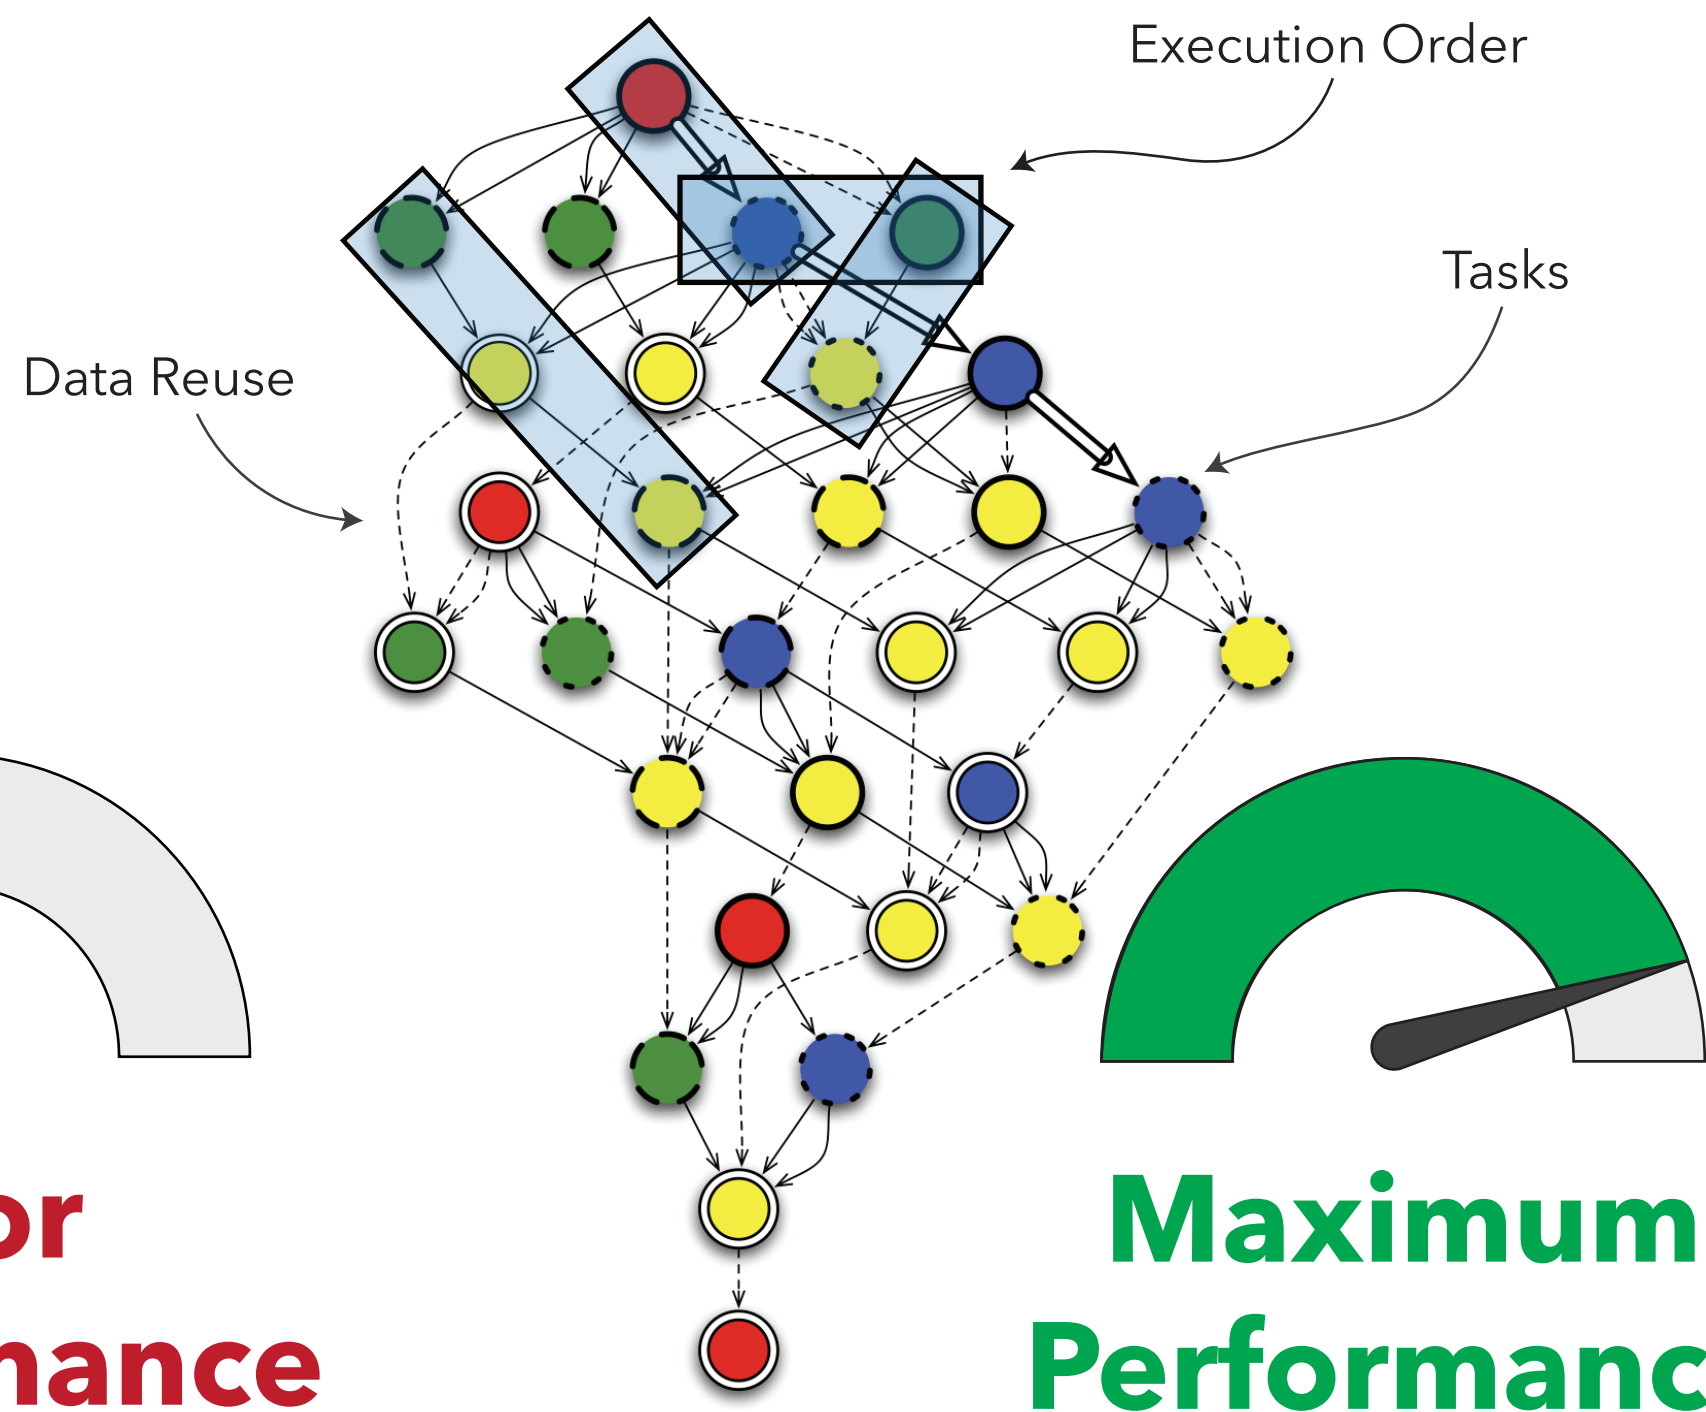 Execution Order
Tasks
Data Reuse
or
Maximum
nance
Performanc